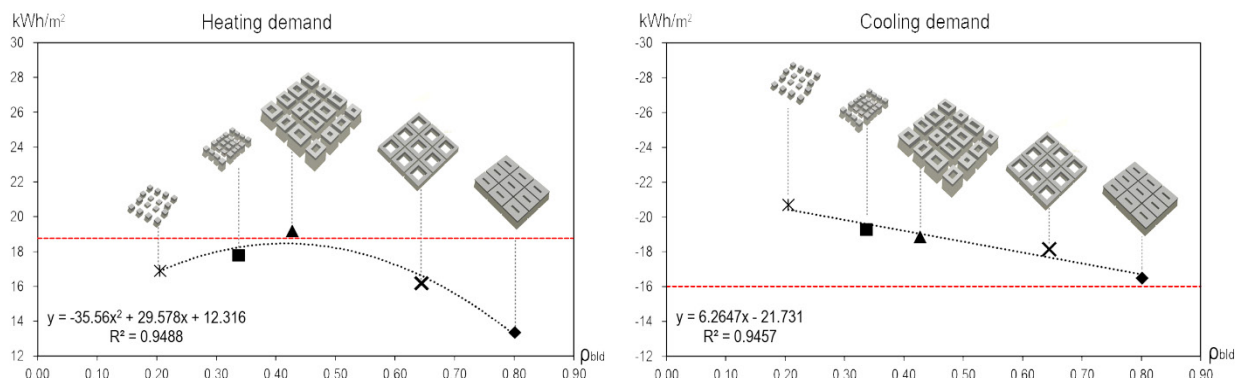 kWh/m²
Heating demand
30
28
26
24
22
20
18
16
14
12
y = -35.56x² + 29.578x + 12.316
R² = 0.9488
ρbld
0.00 0.10 0.20 0.30 0.40 0.50 0.60 0.70 0.80 0.90
kWh/m²
Cooling demand
-30
-28
-26
-24
-22
-20
-18
-16
-14
-12
y = 6.2647x - 21.731
R² = 0.9457
ρbld
0.00 0.10 0.20 0.30 0.40 0.50 0.60 0.70 0.80 0.90